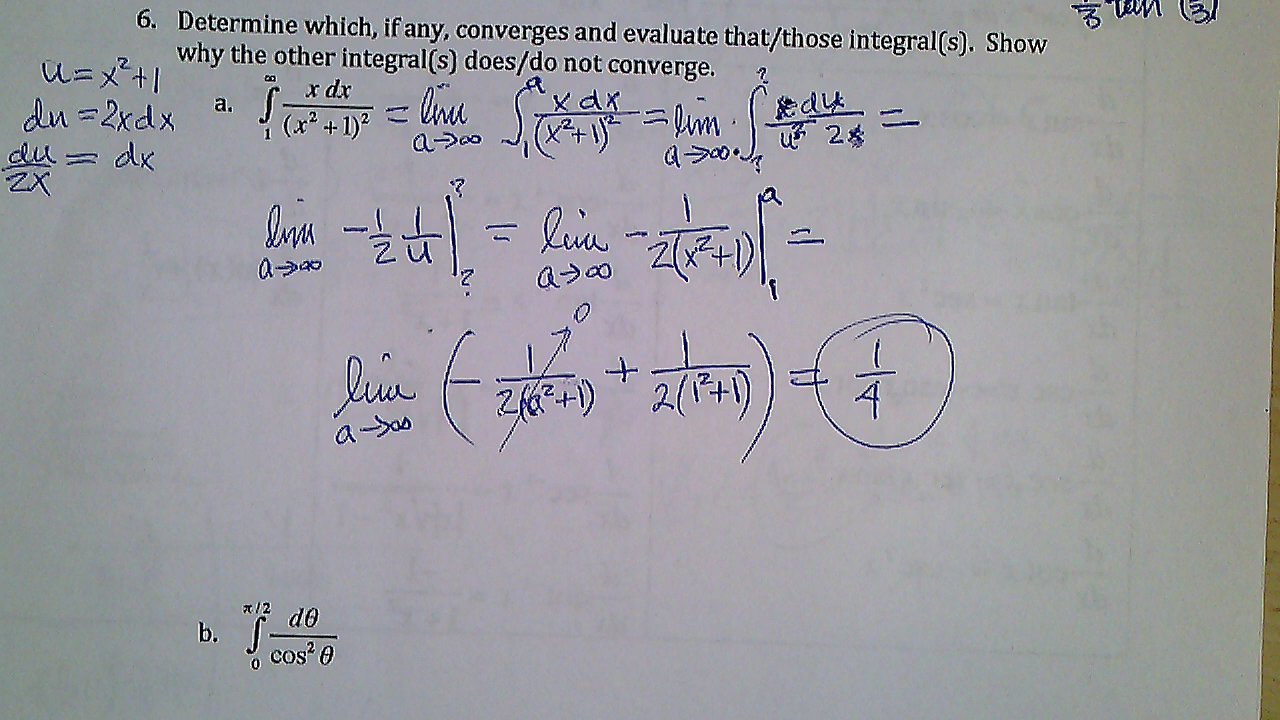 6. Determine which, if any, converges and evaluate that/those integral(s). Show
why the other integral(s) does/do not converge.
u = x²+1
du = 2xdx
du/2x = dx
a. ∫₁^∞ x dx/(x² + 1)² = lim a→∞ ∫₁^a x dx/(x²+1)² = lim a→∞ ∫_?^? x du/u² 2x =
lim a→∞ -1/2 1/u |_?^? = lim a→∞ -1/2(x²+1) |₁^a =
lim a→∞ (-1/2(a²+1) →0 + 1/2(1²+1)) = 1/4
b. ∫₀^π/2 dθ/cos² θ